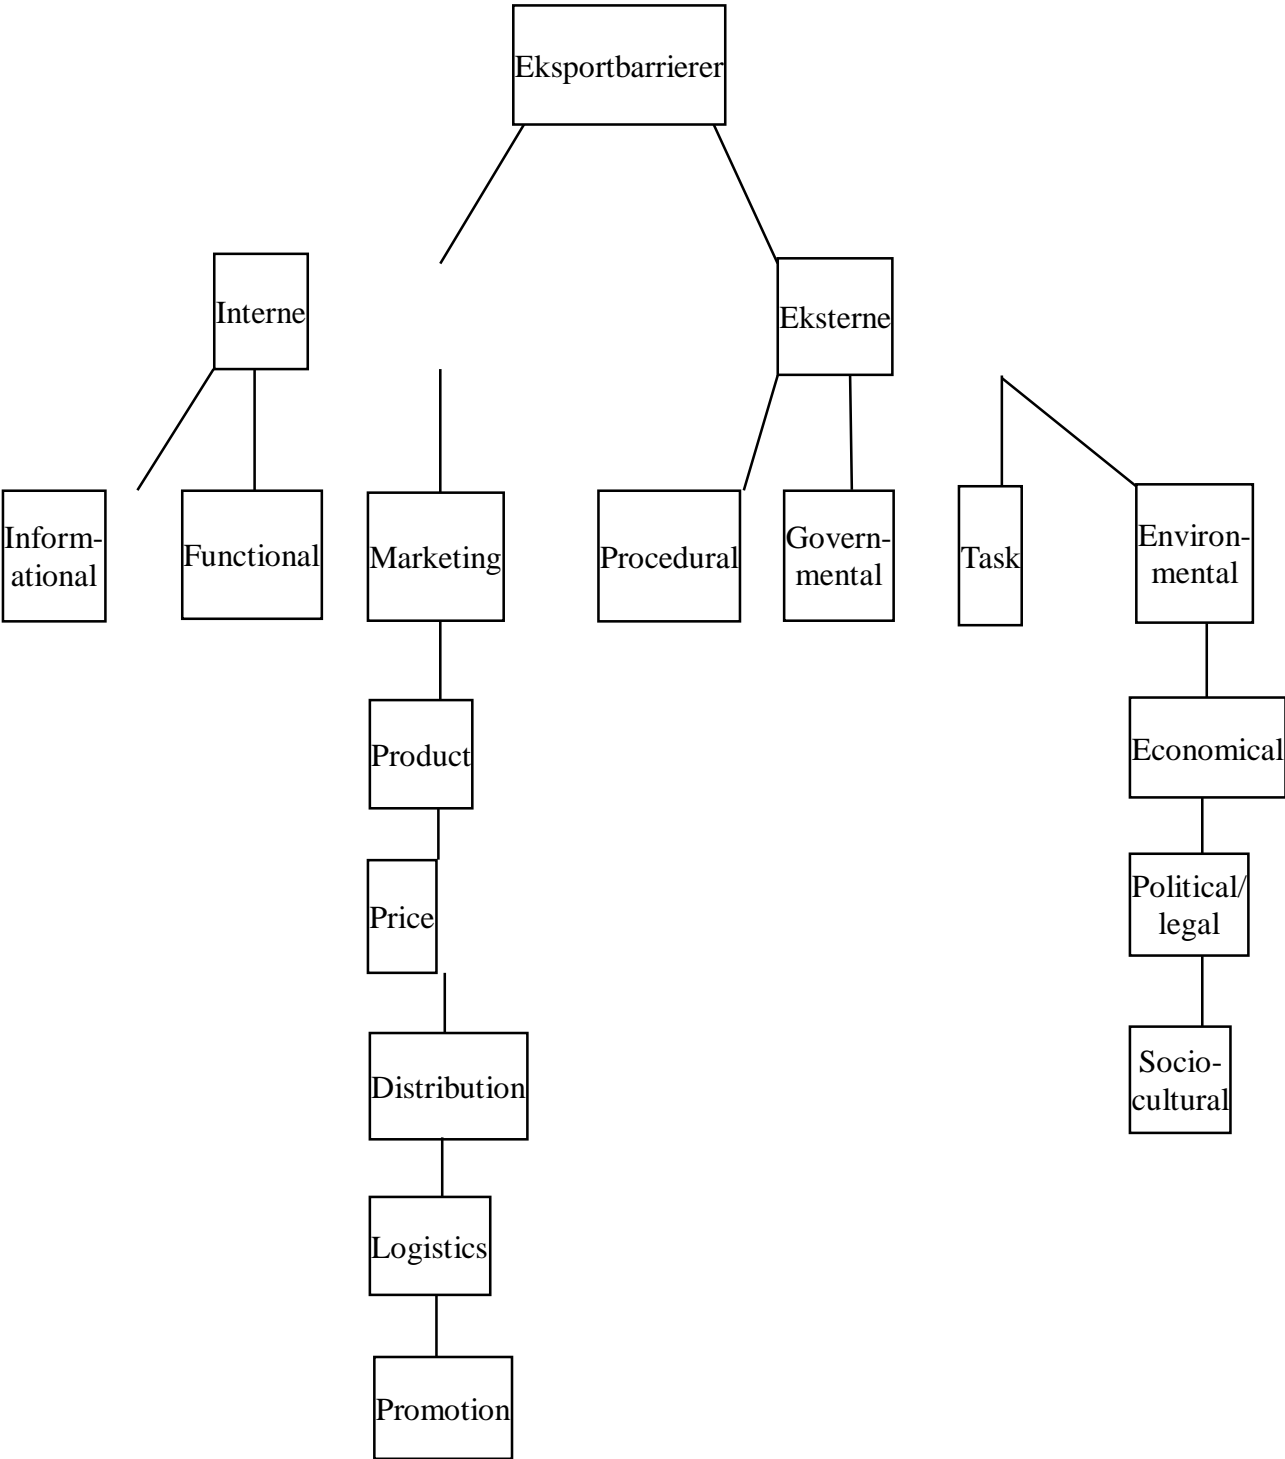 Eksportbarrierer
Interne
Eksterne
Inform-
ational
Functional
Marketing
Procedural
Govern-
mental
Task
Environ-
mental
Product
Economical
Price
Political/
legal
Distribution
Socio-
cultural
Logistics
Promotion